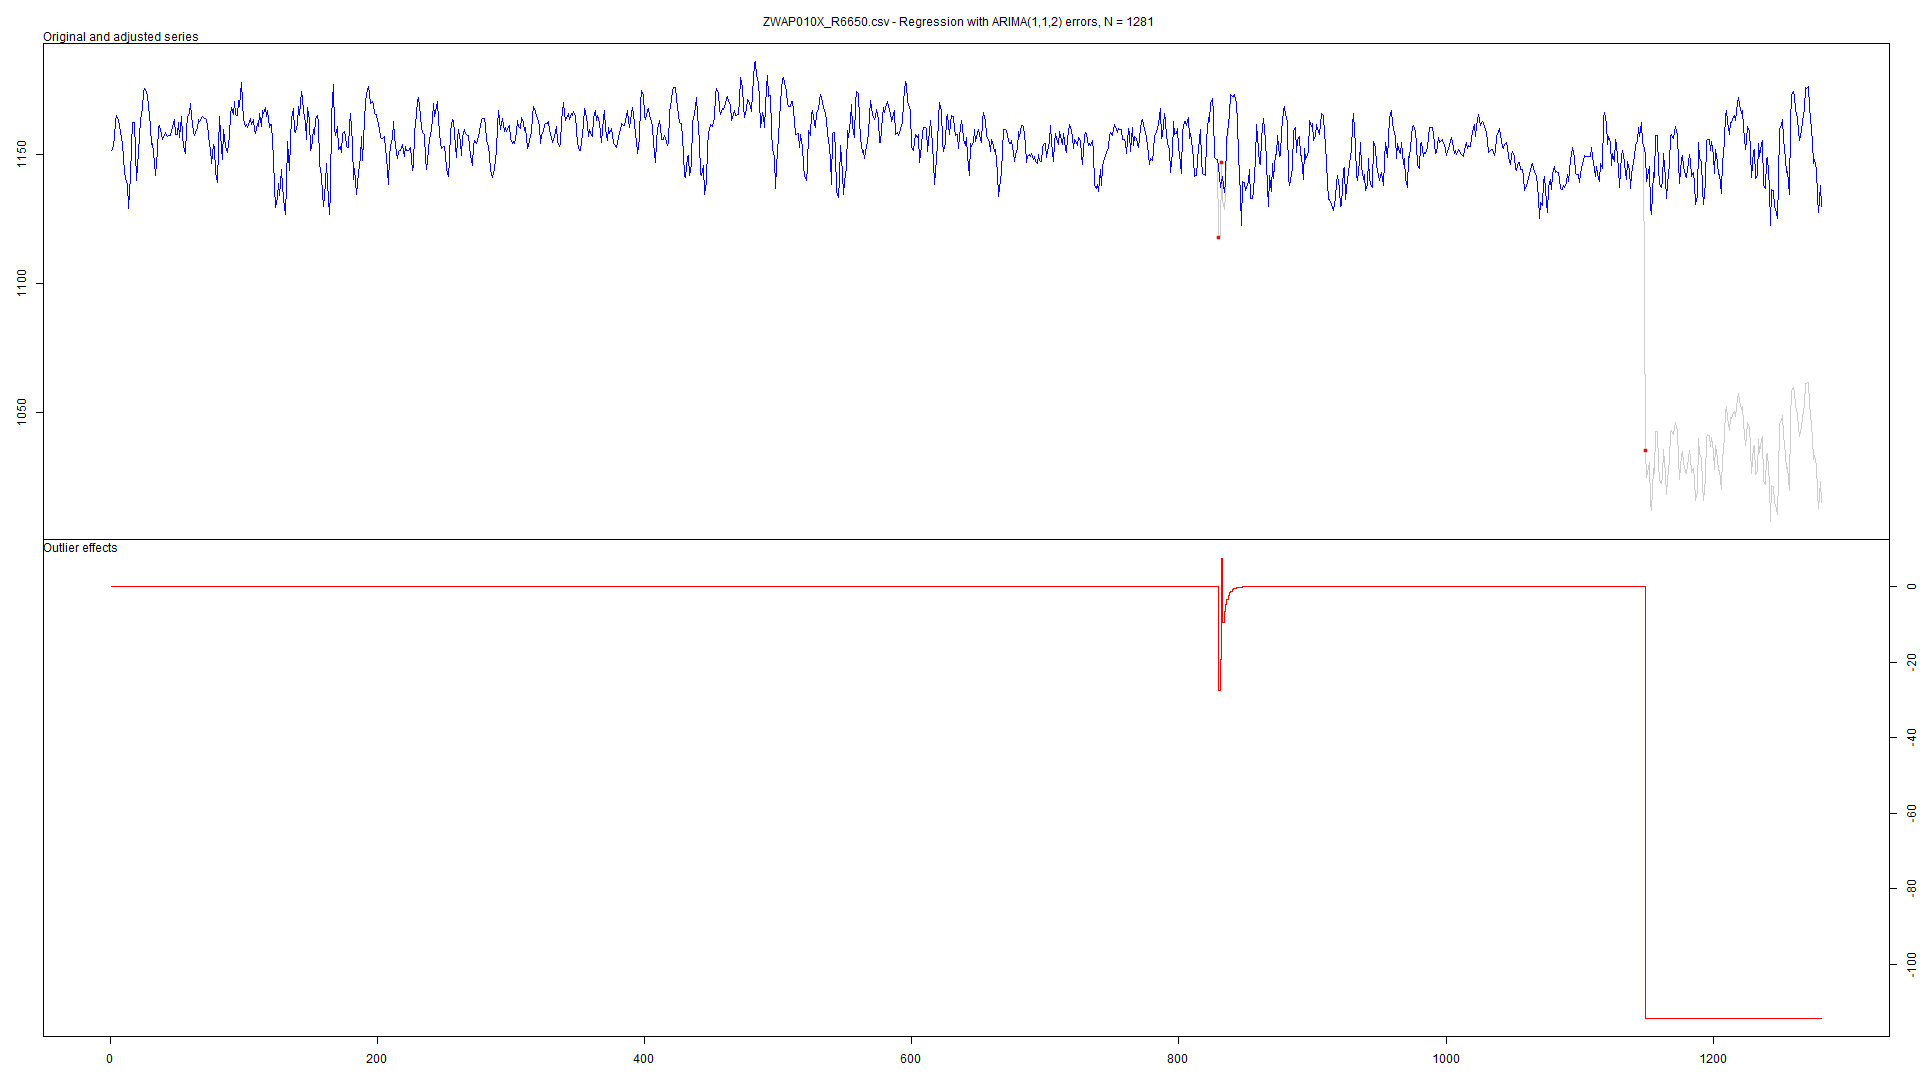 ZWAP010X_R6650.csv - Regression with ARIMA(1,1,2) errors, N = 1281
Original and adjusted series
1150
1100
1050
Outlier effects
0
-20
-40
-60
-80
-100
0 200 400 600 800 1000 1200